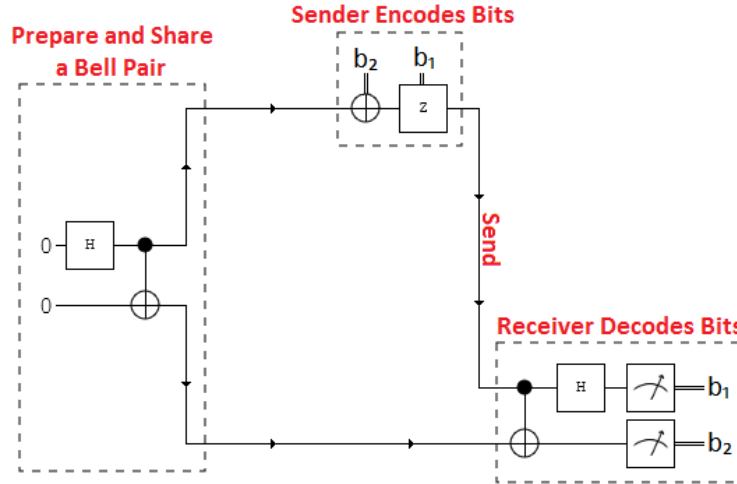 Sender Encodes Bits
Prepare and Share
a Bell Pair
b₂ b₁
Z
Send
0 H
0
Receiver Decodes Bits
H b₁
b₂